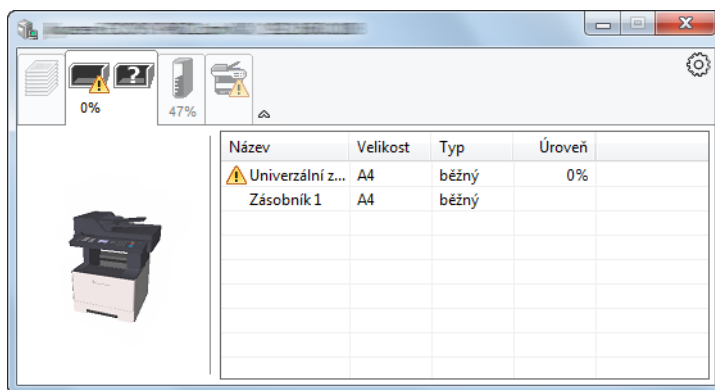 0%
47%
Název Velikost Typ Úroveň
Univerzální z... A4 běžný 0%
Zásobník 1 A4 běžný